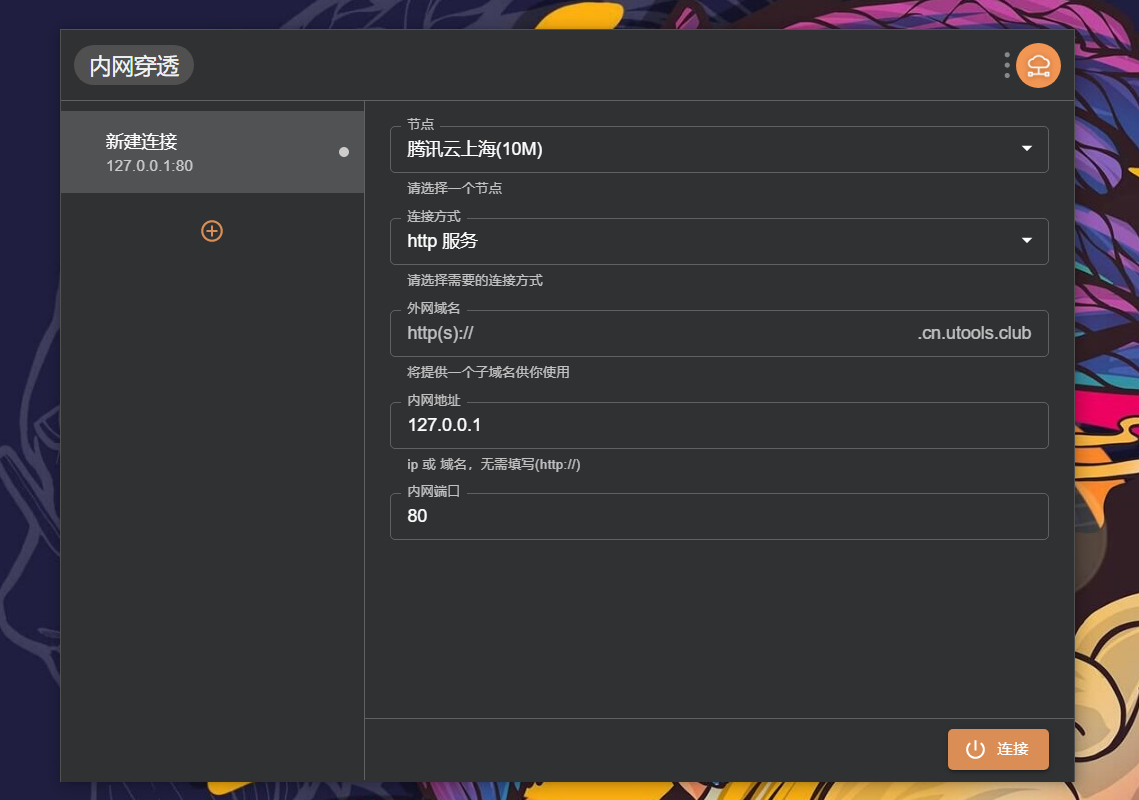 内网穿透
新建连接
127.0.0.1:80
节点
腾讯云上海(10M)
请选择一个节点
连接方式
http 服务
请选择需要的连接方式
外网域名
http(s):// .cn.utools.club
将提供一个子域名供你使用
内网地址
127.0.0.1
ip 或 域名，无需填写(http://)
内网端口
80
连接